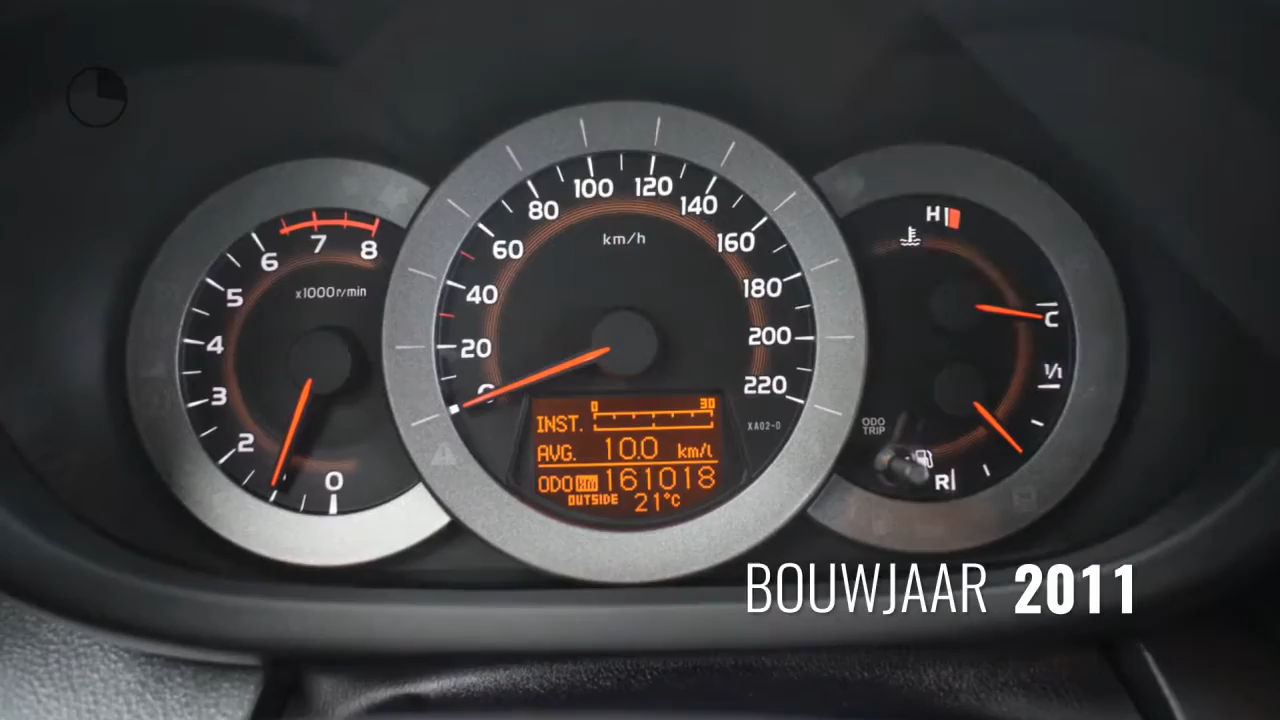 0
2
3
4
5
6
7
8
x1000r/min
20
40
60
80
100
120
140
160
180
200
220
km/h
0 30
INST.
AVG. 10.0 km/l
ODO km 161018
OUTSIDE 21°C
XA02-0
H
C
1/1
R
ODO
TRIP
BOUWJAAR 2011